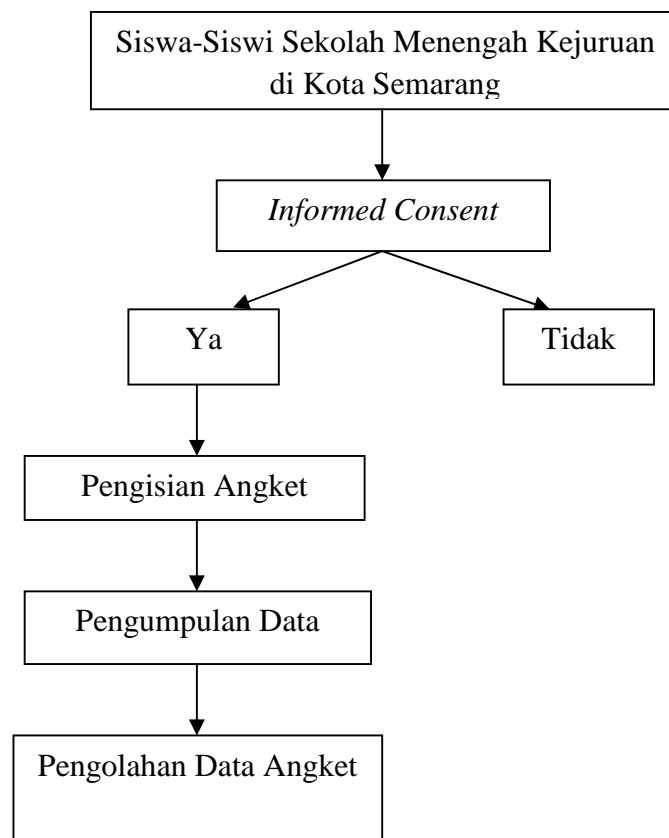 Siswa-Siswi Sekolah Menengah Kejuruan
di Kota Semarang
Informed Consent
Ya
Tidak
Pengisian Angket
Pengumpulan Data
Pengolahan Data Angket